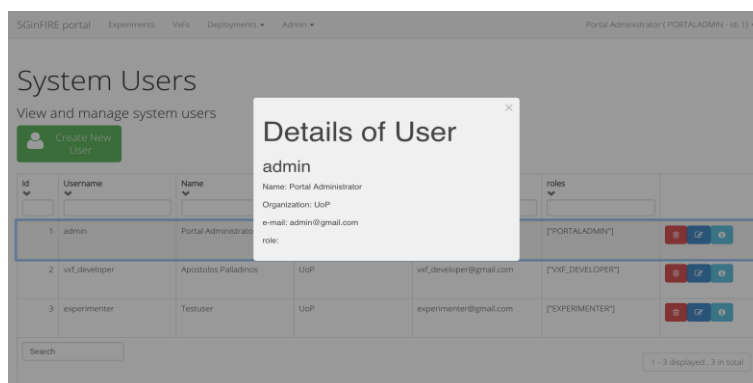 5GinFIRE portal Experiments VxFs Deployments Admin Portal Administrator ( PORTALADMIN - id: 1)
System Users
View and manage system users
Create New
User
×
Details of User
admin
Name: Portal Administrator
Organization: UoP
e-mail: admin@gmail.com
role:
Id Username Name roles
1 admin Portal Administrato ["PORTALADMIN"]
2 vxf_developer Apostolos Palladinos UoP vxf_developer@gmail.com ["VXF_DEVELOPER"]
3 experimenter Testuser UoP experimenter@gmail.com ["EXPERIMENTER"]
Search
1 - 3 displayed , 3 in total